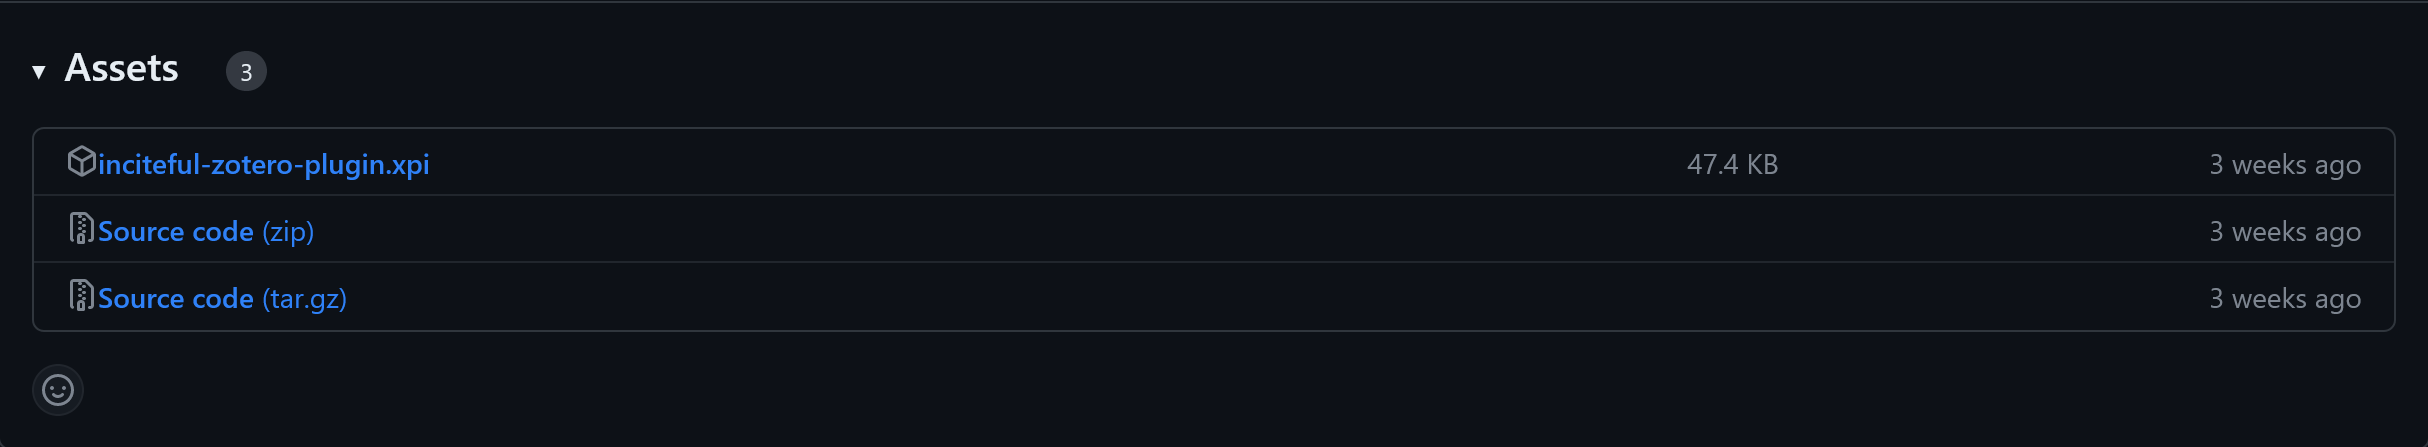 Assets 3
inciteful-zotero-plugin.xpi 47.4 KB 3 weeks ago
Source code (zip) 3 weeks ago
Source code (tar.gz) 3 weeks ago